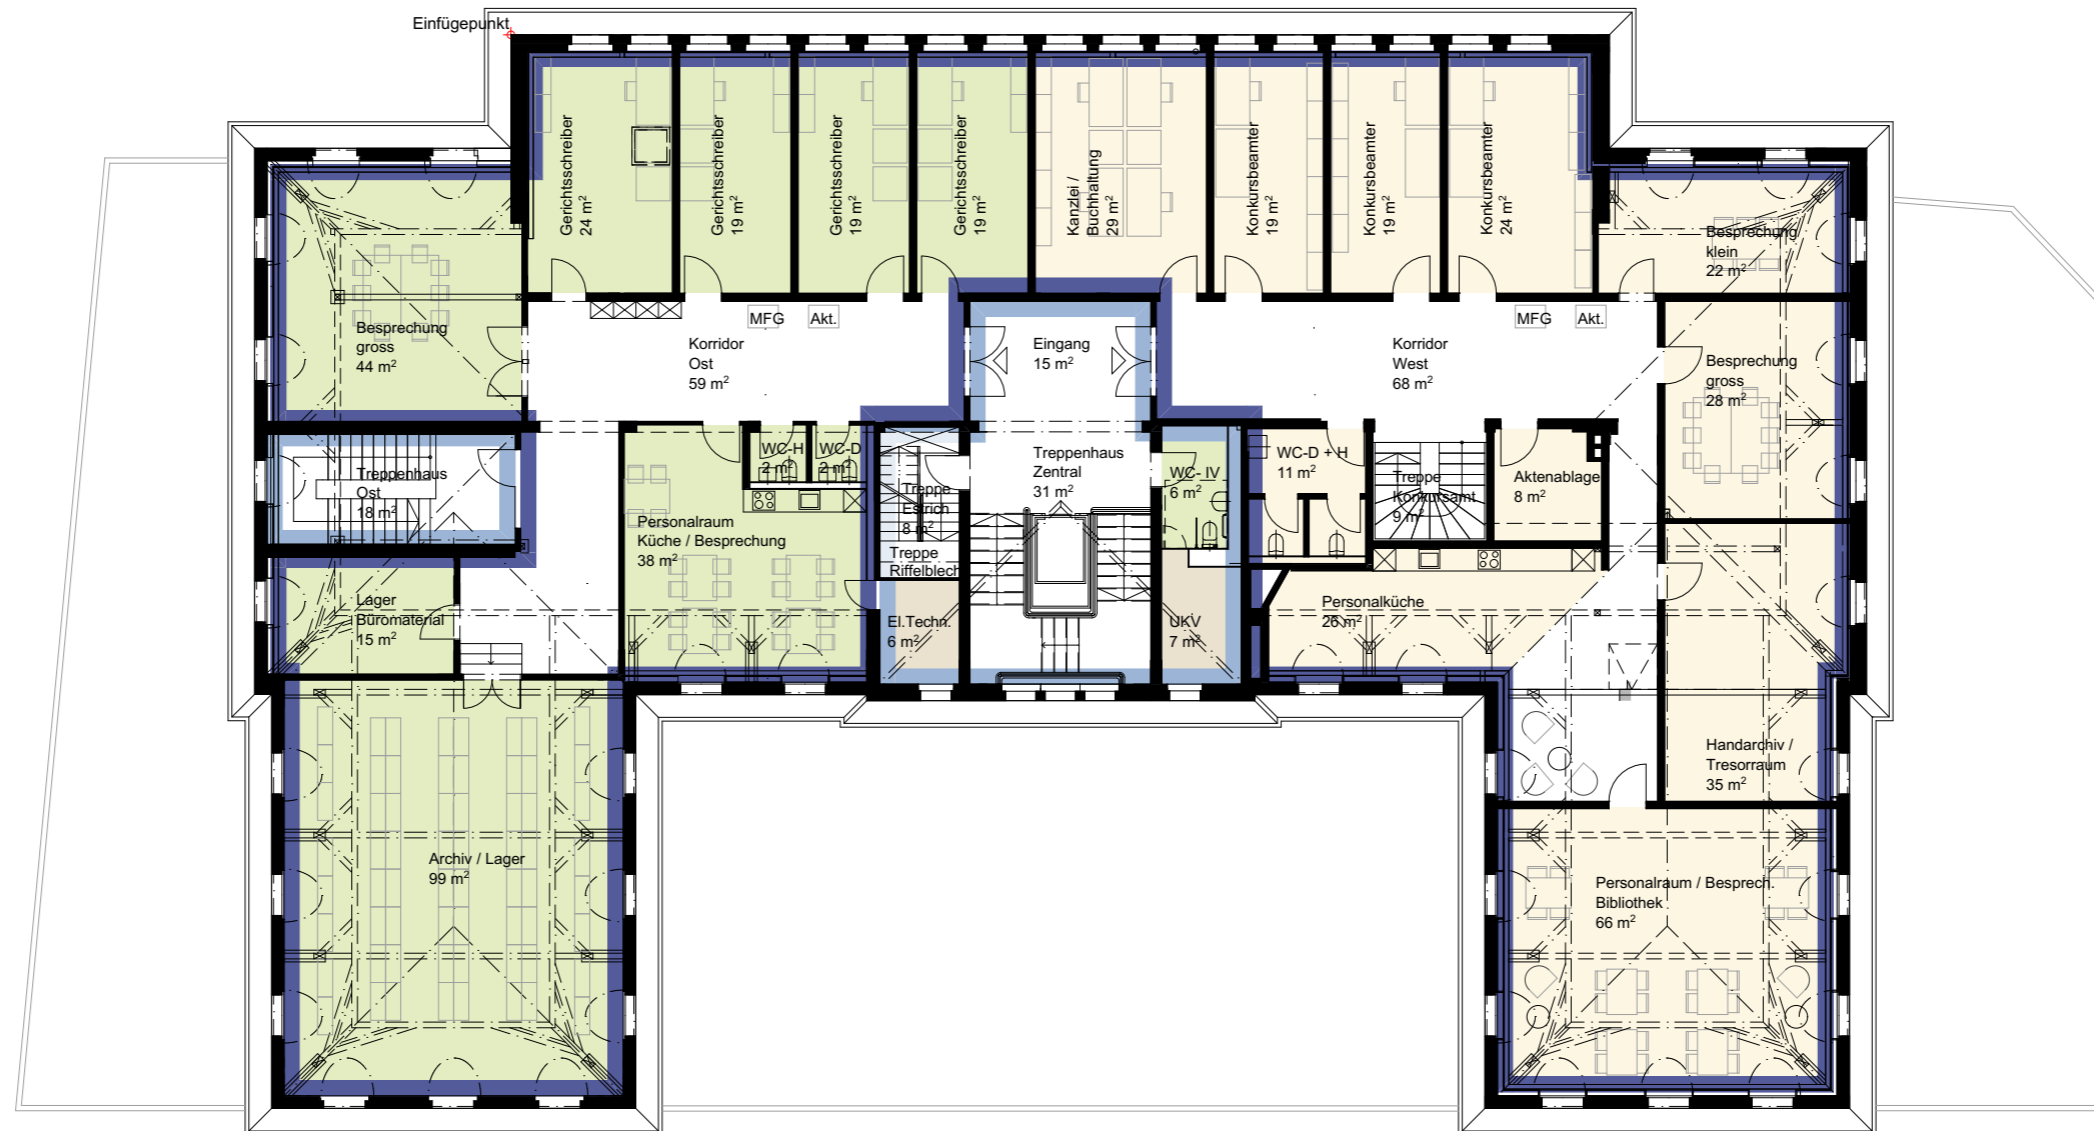 Einfügepunkt
Gerichtsschreiber
24 m²
Gerichtsschreiber
19 m²
Gerichtsschreiber
19 m²
Gerichtsschreiber
19 m²
Kanzlei /
Buchhaltung
29 m²
Konkursbeamter
19 m²
Konkursbeamter
19 m²
Konkursbeamter
24 m²
Besprechung
klein
22 m²
Besprechung
gross
44 m²
MFG
Akt.
Korridor
Ost
59 m²
Eingang
15 m²
Korridor
West
68 m²
MFG
Akt.
Besprechung
gross
28 m²
Treppenhaus
Ost
18 m²
WC-H
2 m²
WC-D
2 m²
Personalraum
Küche / Besprechung
38 m²
Treppe
Estrich
8 m²
Treppe
Riffelblech
Treppenhaus
Zentral
31 m²
WC- IV
6 m²
WC-D + H
11 m²
Treppe
Konkursamt
9 m²
Aktenablage
8 m²
Lager
Büromaterial
15 m²
El.Techn.
6 m²
UKV
7 m²
Personalküche
26 m²
Handarchiv /
Tresorraum
35 m²
Archiv / Lager
99 m²
Personalraum / Besprech.
Bibliothek
66 m²